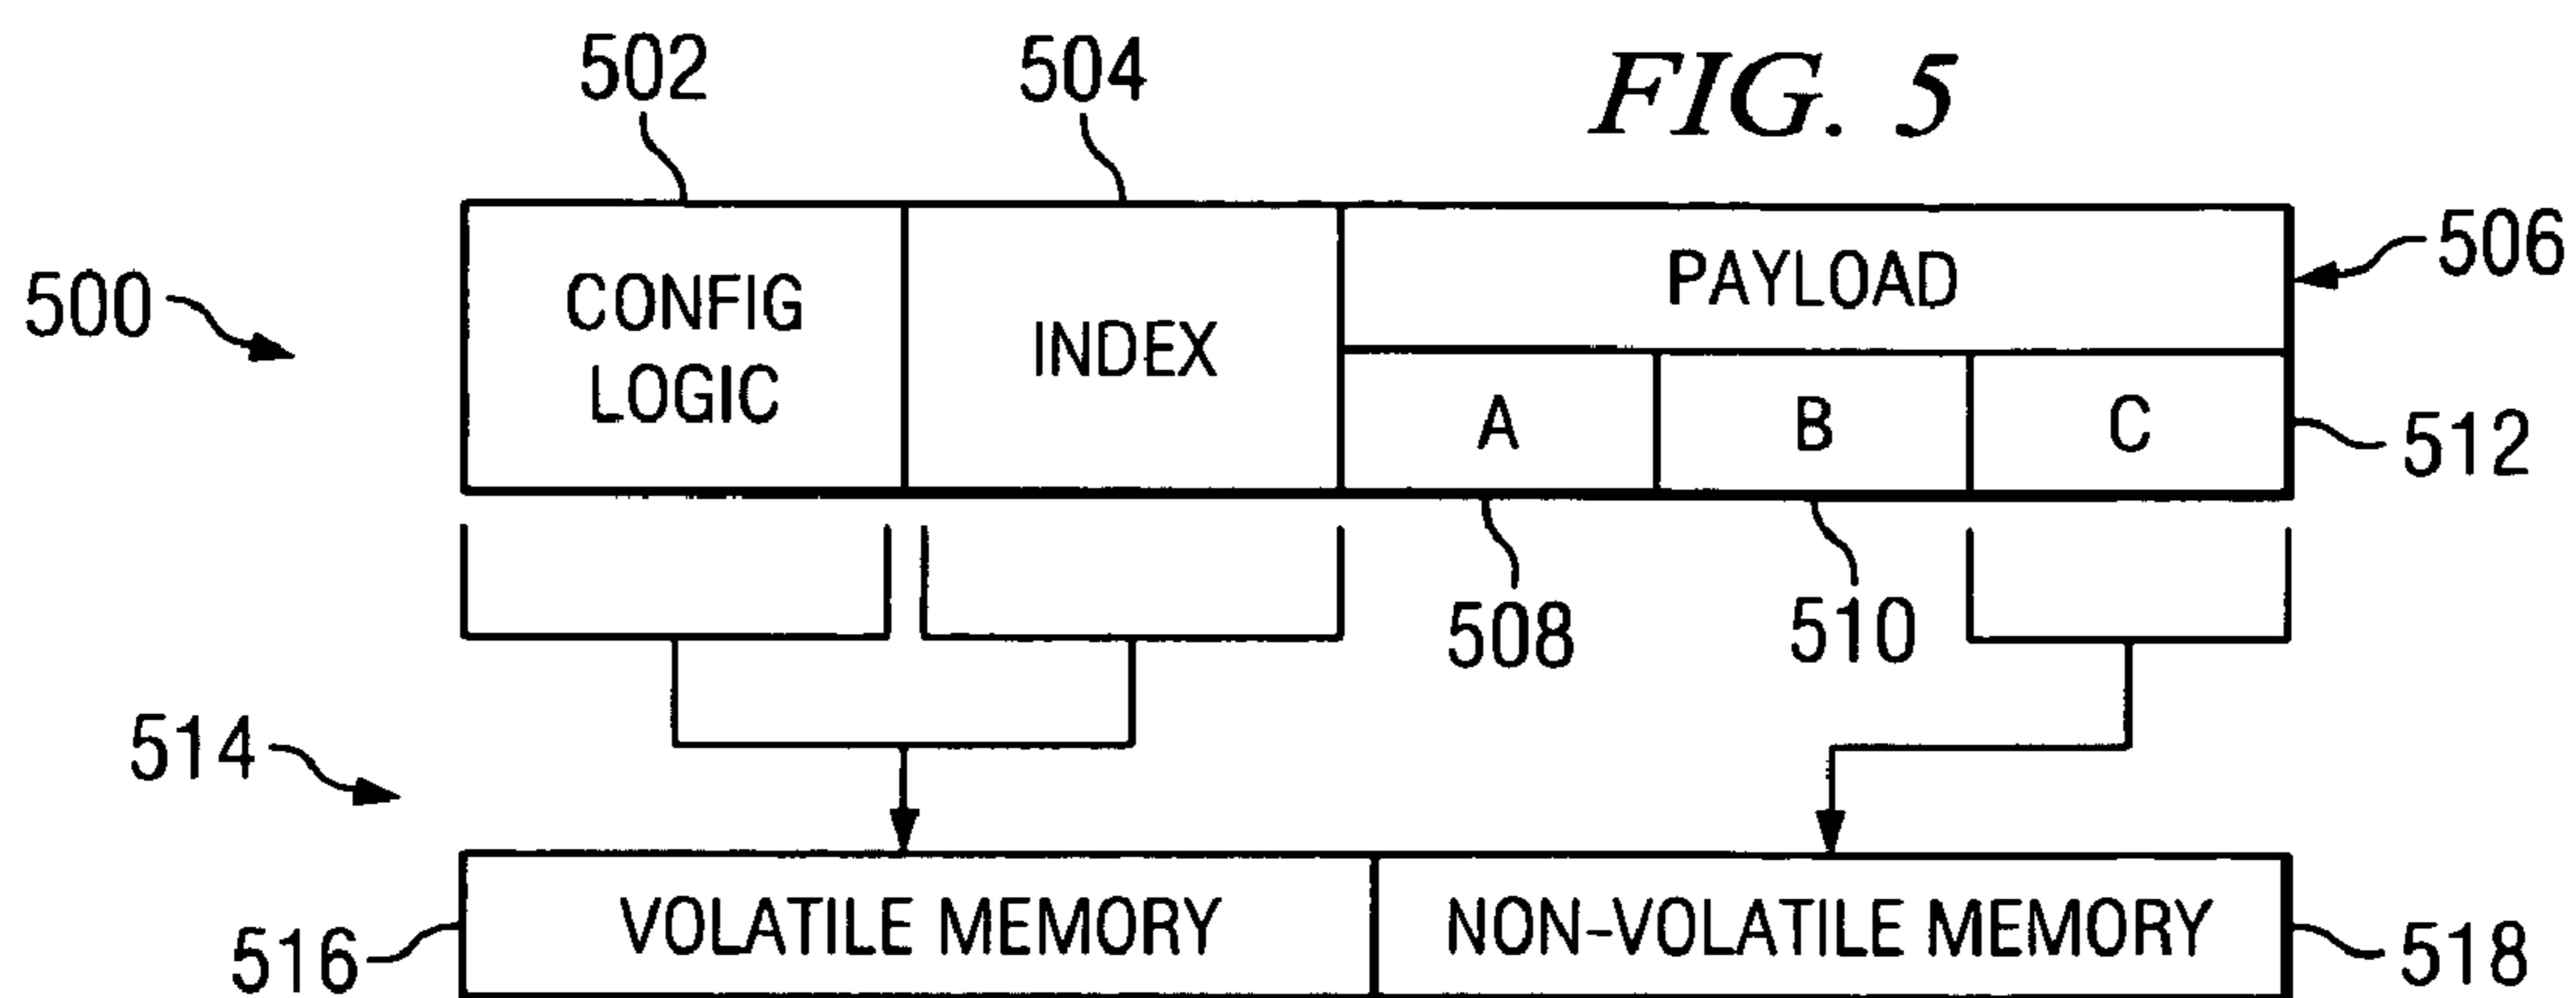 502
504
FIG. 5
500
CONFIG
LOGIC
INDEX
PAYLOAD
506
A
B
C
512
508
510
514
516
VOLATILE MEMORY
NON-VOLATILE MEMORY
518